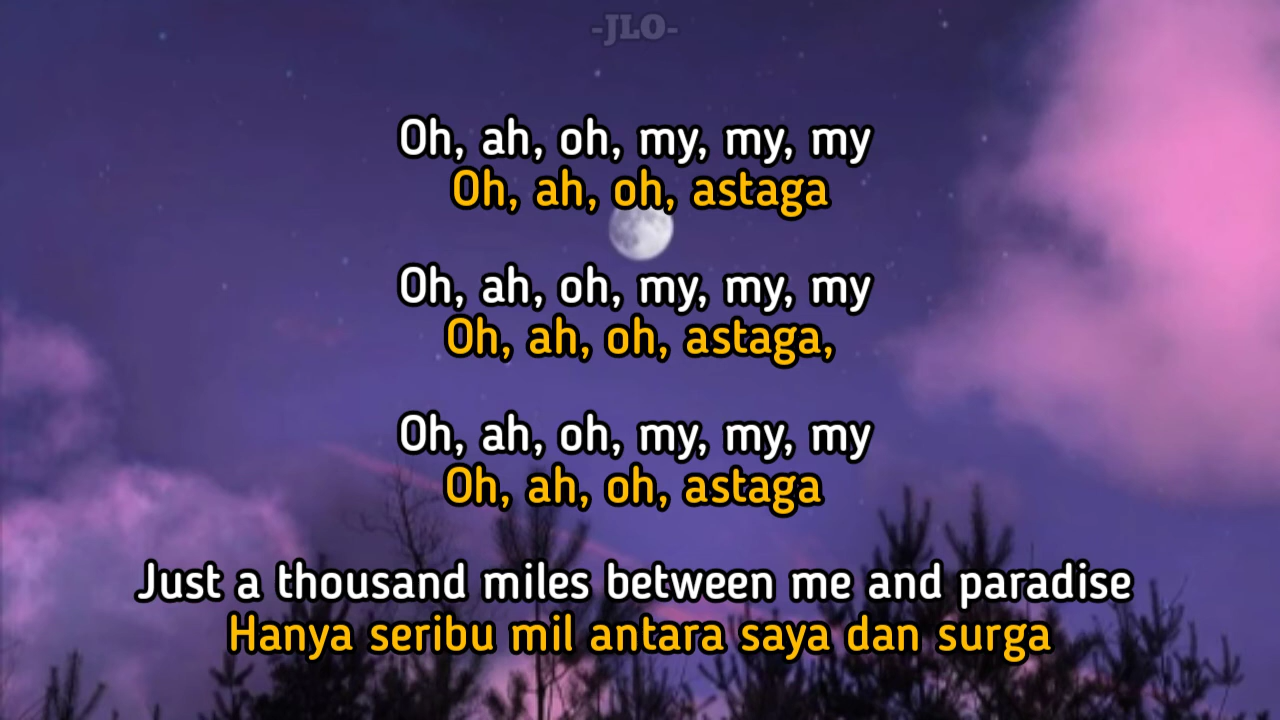 -JLO-
Oh, ah, oh, my, my, my
Oh, ah, oh, astaga
Oh, ah, oh, my, my, my
Oh, ah, oh, astaga,
Oh, ah, oh, my, my, my
Oh, ah, oh, astaga
Just a thousand miles between me and paradise
Hanya seribu mil antara saya dan surga